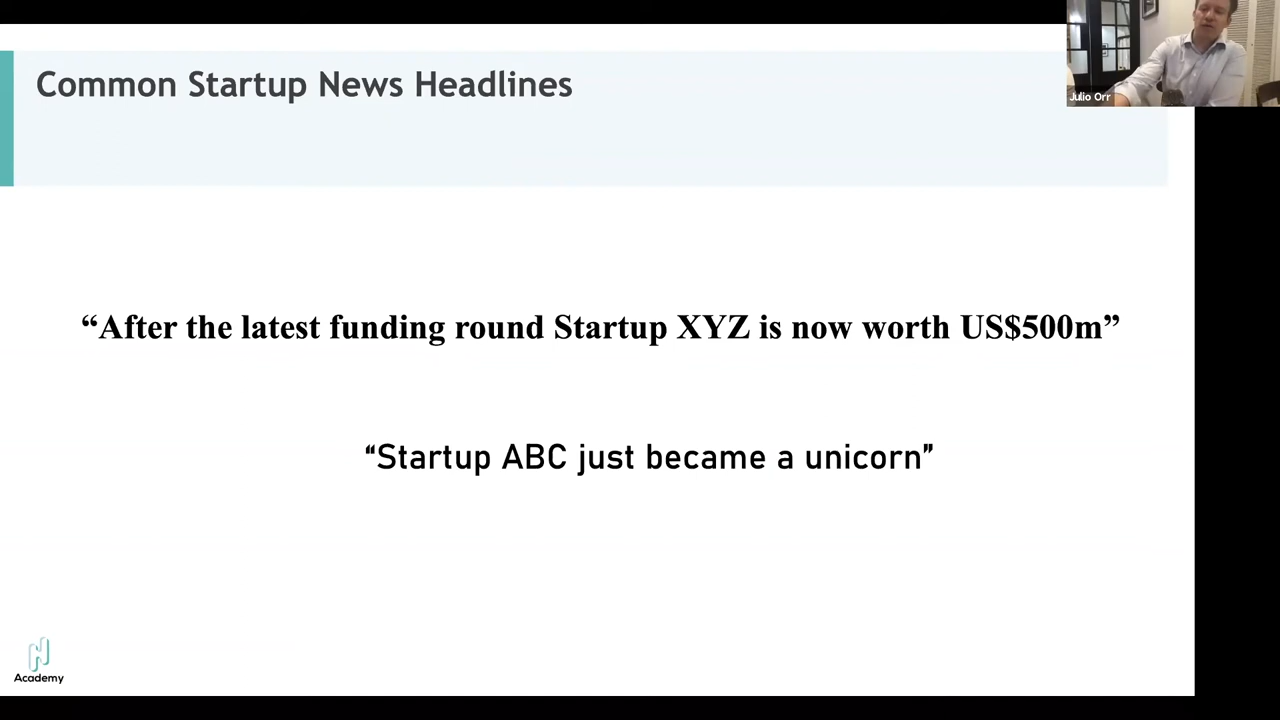 Common Startup News Headlines
Julio Orr
“After the latest funding round Startup XYZ is now worth US$500m”
“Startup ABC just became a unicorn”
Academy